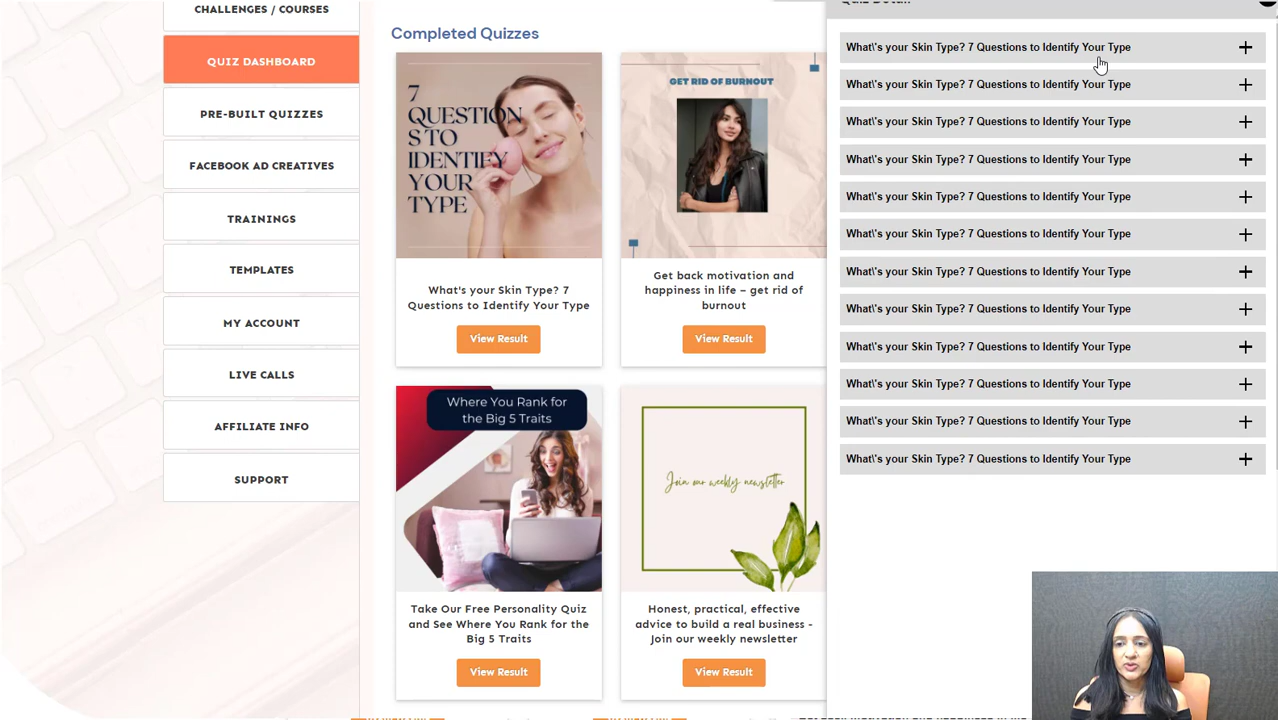 CHALLENGES / COURSES
QUIZ DASHBOARD
PRE-BUILT QUIZZES
FACEBOOK AD CREATIVES
TRAININGS
TEMPLATES
MY ACCOUNT
LIVE CALLS
AFFILIATE INFO
SUPPORT
Completed Quizzes
7
QUESTION
S TO
IDENTIFY
YOUR
TYPE
What's your Skin Type? 7
Questions to Identify Your Type
View Result
GET RID OF BURNOUT
Get back motivation and
happiness in life – get rid of
burnout
View Result
Where You Rank for
the Big 5 Traits
Take Our Free Personality Quiz
and See Where You Rank for the
Big 5 Traits
View Result
Join our weekly newsletter
Honest, practical, effective
advice to build a real business -
Join our weekly newsletter
View Result
Quiz Detail
What\'s your Skin Type? 7 Questions to Identify Your Type
What\'s your Skin Type? 7 Questions to Identify Your Type
What\'s your Skin Type? 7 Questions to Identify Your Type
What\'s your Skin Type? 7 Questions to Identify Your Type
What\'s your Skin Type? 7 Questions to Identify Your Type
What\'s your Skin Type? 7 Questions to Identify Your Type
What\'s your Skin Type? 7 Questions to Identify Your Type
What\'s your Skin Type? 7 Questions to Identify Your Type
What\'s your Skin Type? 7 Questions to Identify Your Type
What\'s your Skin Type? 7 Questions to Identify Your Type
What\'s your Skin Type? 7 Questions to Identify Your Type
What\'s your Skin Type? 7 Questions to Identify Your Type